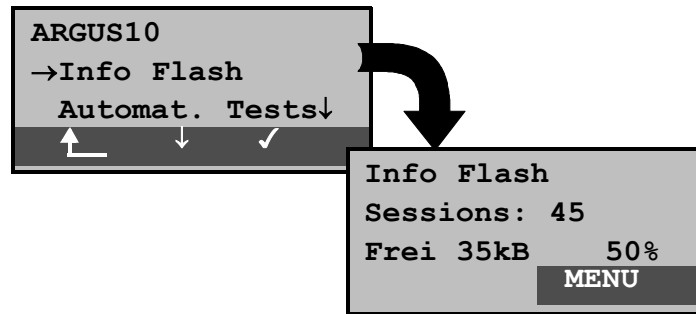 ARGUS10
→Info Flash
Automat. Tests↓
↓ ✓
Info Flash
Sessions: 45
Frei 35kB 50%
MENU